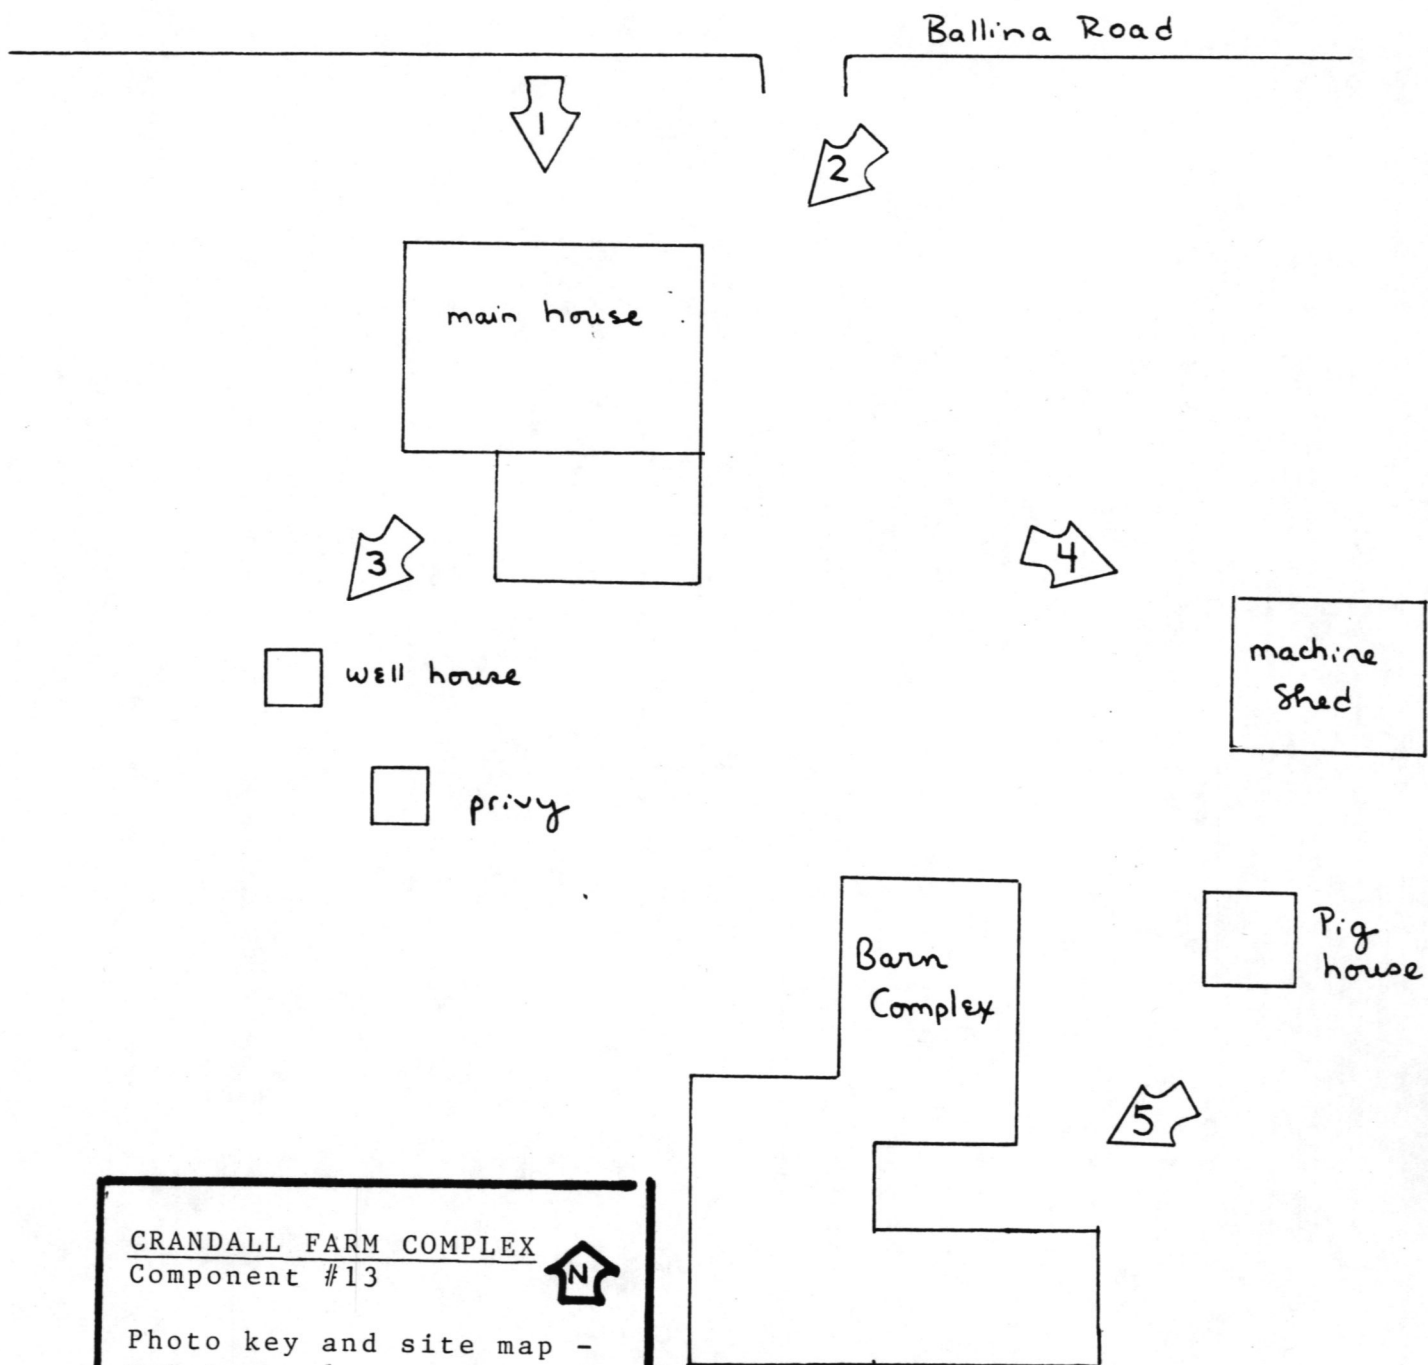 Ballina Road
1
2
main house
3
4
well house
machine
Shed
privy
Barn
Complex
Pig
house
5
CRANDALL FARM COMPLEX
N
Component #13
Photo key and site map -